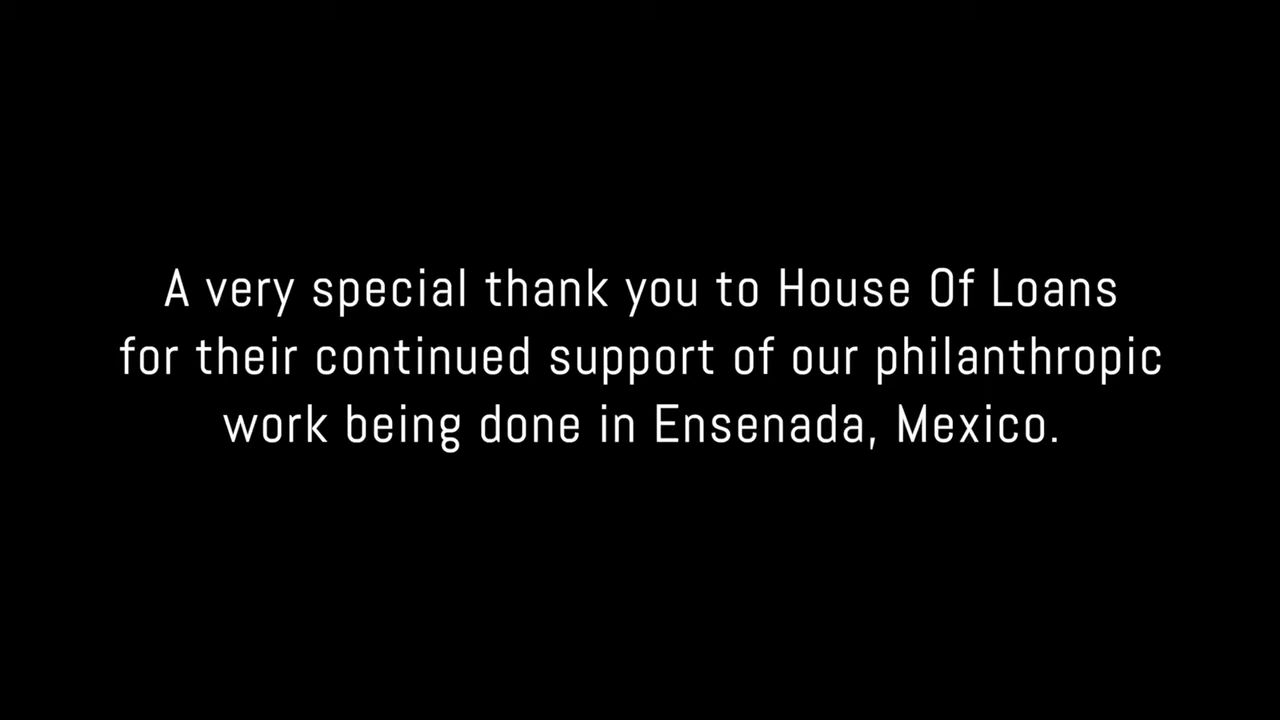 A very special thank you to House Of Loans
for their continued support of our philanthropic
work being done in Ensenada, Mexico.